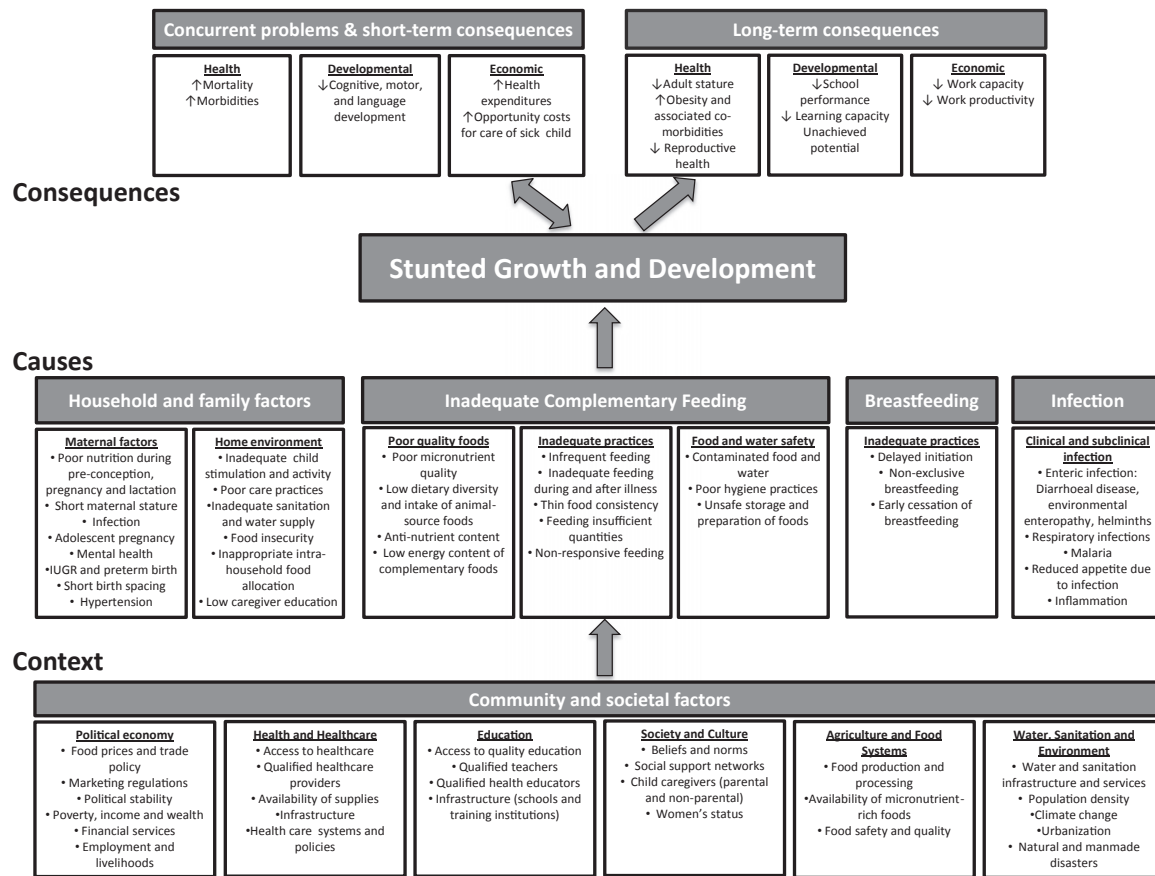 Concurrent problems & short-term consequences
Health
↑Mortality
↑Morbidities
Developmental
↓Cognitive, motor,
and language
development
Economic
↑Health
expenditures
↑Opportunity costs
for care of sick child
Long-term consequences
Health
↓Adult stature
↑Obesity and
associated co-
morbidities
↓ Reproductive
health
Developmental
↓School
performance
↓ Learning capacity
Unachieved
potential
Economic
↓ Work capacity
↓ Work productivity
Consequences
Stunted Growth and Development
Causes
Household and family factors
Maternal factors
• Poor nutrition during
pre-conception,
pregnancy and lactation
• Short maternal stature
• Infection
• Adolescent pregnancy
• Mental health
•IUGR and preterm birth
• Short birth spacing
• Hypertension
Home environment
• Inadequate child
stimulation and activity
• Poor care practices
•Inadequate sanitation
and water supply
• Food insecurity
• Inappropriate intra-
household food
allocation
• Low caregiver education
Inadequate Complementary Feeding
Poor quality foods
• Poor micronutrient
quality
• Low dietary diversity
and intake of animal-
source foods
• Anti-nutrient content
• Low energy content of
complementary foods
Inadequate practices
• Infrequent feeding
• Inadequate feeding
during and after illness
• Thin food consistency
• Feeding insufficient
quantities
• Non-responsive feeding
Food and water safety
• Contaminated food and
water
• Poor hygiene practices
• Unsafe storage and
preparation of foods
Breastfeeding
Inadequate practices
• Delayed initiation
• Non-exclusive
breastfeeding
• Early cessation of
breastfeeding
Infection
Clinical and subclinical
infection
• Enteric infection:
Diarrhoeal disease,
environmental
enteropathy, helminths
• Respiratory infections
• Malaria
• Reduced appetite due
to infection
• Inflammation
Context
Community and societal factors
Political economy
• Food prices and trade
policy
• Marketing regulations
• Political stability
• Poverty, income and wealth
• Financial services
• Employment and
livelihoods
Health and Healthcare
• Access to healthcare
• Qualified healthcare
providers
• Availability of supplies
•Infrastructure
•Health care systems and
policies
Education
• Access to quality education
• Qualified teachers
• Qualified health educators
• Infrastructure (schools and
training institutions)
Society and Culture
• Beliefs and norms
• Social support networks
• Child caregivers (parental
and non-parental)
• Women's status
Agriculture and Food
Systems
• Food production and
processing
•Availability of micronutrient-
rich foods
• Food safety and quality
Water, Sanitation and
Environment
• Water and sanitation
infrastructure and services
• Population density
•Climate change
•Urbanization
• Natural and manmade
disasters